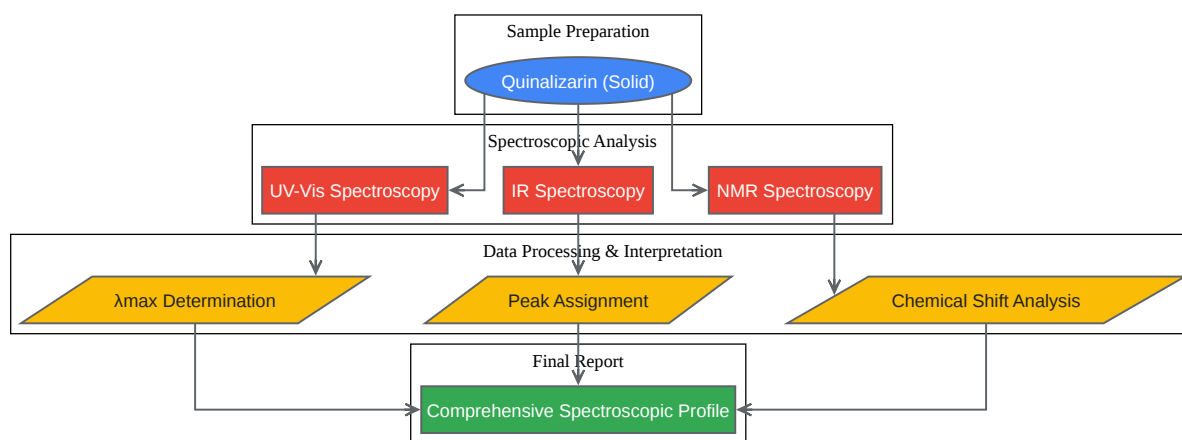 Sample Preparation
Quinalizarin (Solid)
Spectroscopic Analysis
UV-Vis Spectroscopy
IR Spectroscopy
NMR Spectroscopy
Data Processing & Interpretation
λmax Determination
Peak Assignment
Chemical Shift Analysis
Final Report
Comprehensive Spectroscopic Profile